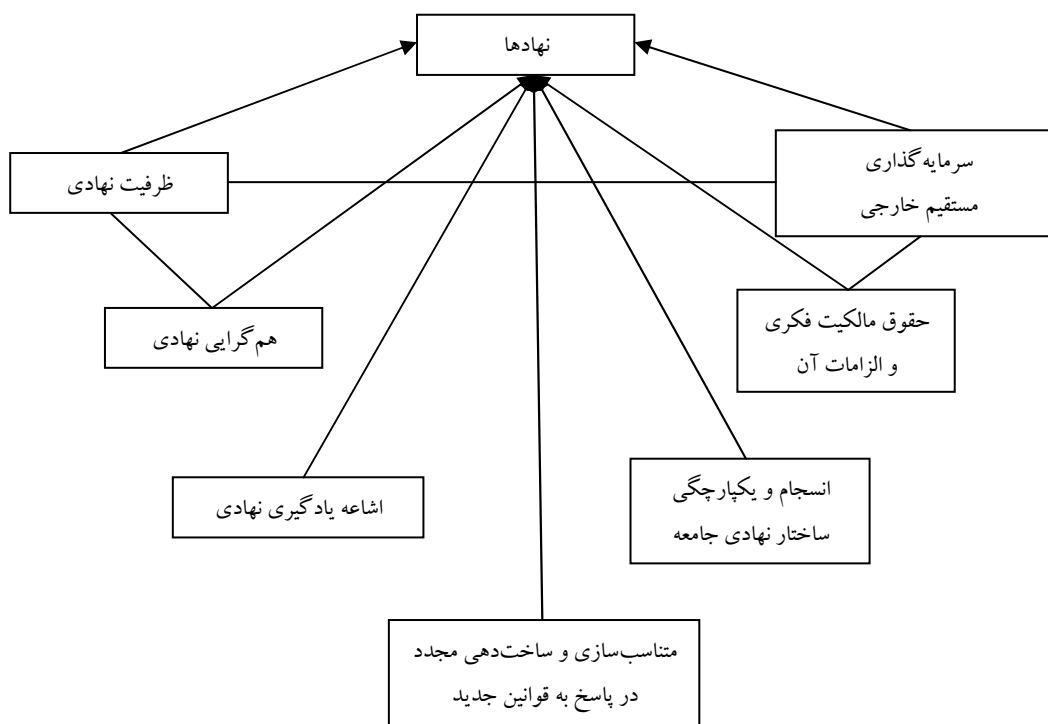 نهادها
سرمایه‌گذاری
مستقیم خارجی
ظرفیت نهادی
حقوق مالکیت فکری
و الزامات آن
هم‌گرایی نهادی
انسجام و یکپارچگی
ساختار نهادی جامعه
اشاعه یادگیری نهادی
متناسب‌سازی و ساخت‌دهی مجدد
در پاسخ به قوانین جدید